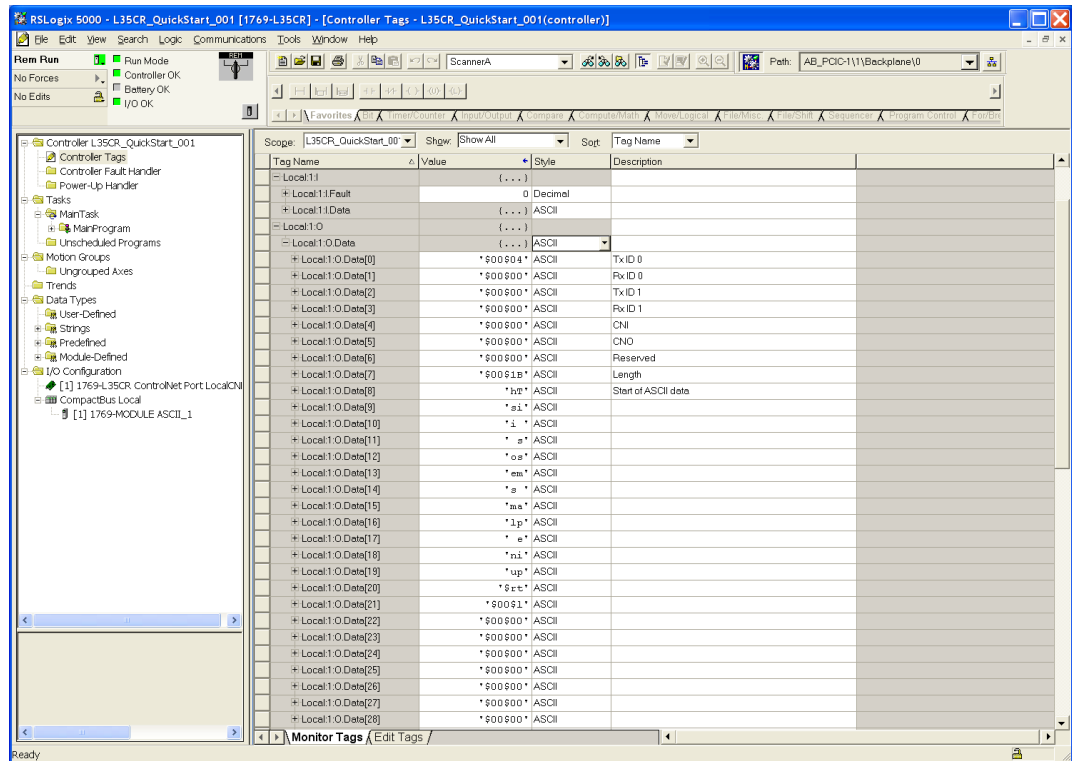 RSLogix 5000 - L35CR_QuickStart_001 [1769-L35CR] - [Controller Tags - L35CR_QuickStart_001(controller)]
File Edit View Search Logic Communications Tools Window Help
Rem Run
No Forces
No Edits
Run Mode
Controller OK
Battery OK
I/O OK
REM
ScannerA
Path: AB_PCIC-1\1\Backplane\0
Favorites Bit Timer/Counter Input/Output Compare Compute/Math Move/Logical File/Misc. File/Shift Sequencer Program Control For/Bre
Controller L35CR_QuickStart_001
Controller Tags
Controller Fault Handler
Power-Up Handler
Tasks
MainTask
MainProgram
Unscheduled Programs
Motion Groups
Ungrouped Axes
Trends
Data Types
User-Defined
Strings
Predefined
Module-Defined
I/O Configuration
[1] 1769-L35CR ControlNet Port LocalCNI
CompactBus Local
[1] 1769-MODULE ASCII_1
Scope: L35CR_QuickStart_00 Show: Show All Sort: Tag Name
Tag Name Value Style Description
Local:1:I {...}
Local:1:I.Fault 0 Decimal
Local:1:I.Data {...} ASCII
Local:1:O {...}
Local:1:O.Data {...} ASCII
Local:1:O.Data[0] '$00$04' ASCII Tx ID 0
Local:1:O.Data[1] '$00$00' ASCII Rx ID 0
Local:1:O.Data[2] '$00$00' ASCII Tx ID 1
Local:1:O.Data[3] '$00$00' ASCII Rx ID 1
Local:1:O.Data[4] '$00$00' ASCII CNI
Local:1:O.Data[5] '$00$00' ASCII CNO
Local:1:O.Data[6] '$00$00' ASCII Reserved
Local:1:O.Data[7] '$00$1B' ASCII Length
Local:1:O.Data[8] 'hT' ASCII Start of ASCII data
Local:1:O.Data[9] 'si' ASCII
Local:1:O.Data[10] 'i ' ASCII
Local:1:O.Data[11] ' s' ASCII
Local:1:O.Data[12] 'os' ASCII
Local:1:O.Data[13] 'em' ASCII
Local:1:O.Data[14] 's ' ASCII
Local:1:O.Data[15] 'ma' ASCII
Local:1:O.Data[16] 'lp' ASCII
Local:1:O.Data[17] ' e' ASCII
Local:1:O.Data[18] 'ni' ASCII
Local:1:O.Data[19] 'up' ASCII
Local:1:O.Data[20] '$rt' ASCII
Local:1:O.Data[21] '$00$l' ASCII
Local:1:O.Data[22] '$00$00' ASCII
Local:1:O.Data[23] '$00$00' ASCII
Local:1:O.Data[24] '$00$00' ASCII
Local:1:O.Data[25] '$00$00' ASCII
Local:1:O.Data[26] '$00$00' ASCII
Local:1:O.Data[27] '$00$00' ASCII
Local:1:O.Data[28] '$00$00' ASCII
Monitor Tags Edit Tags
Ready